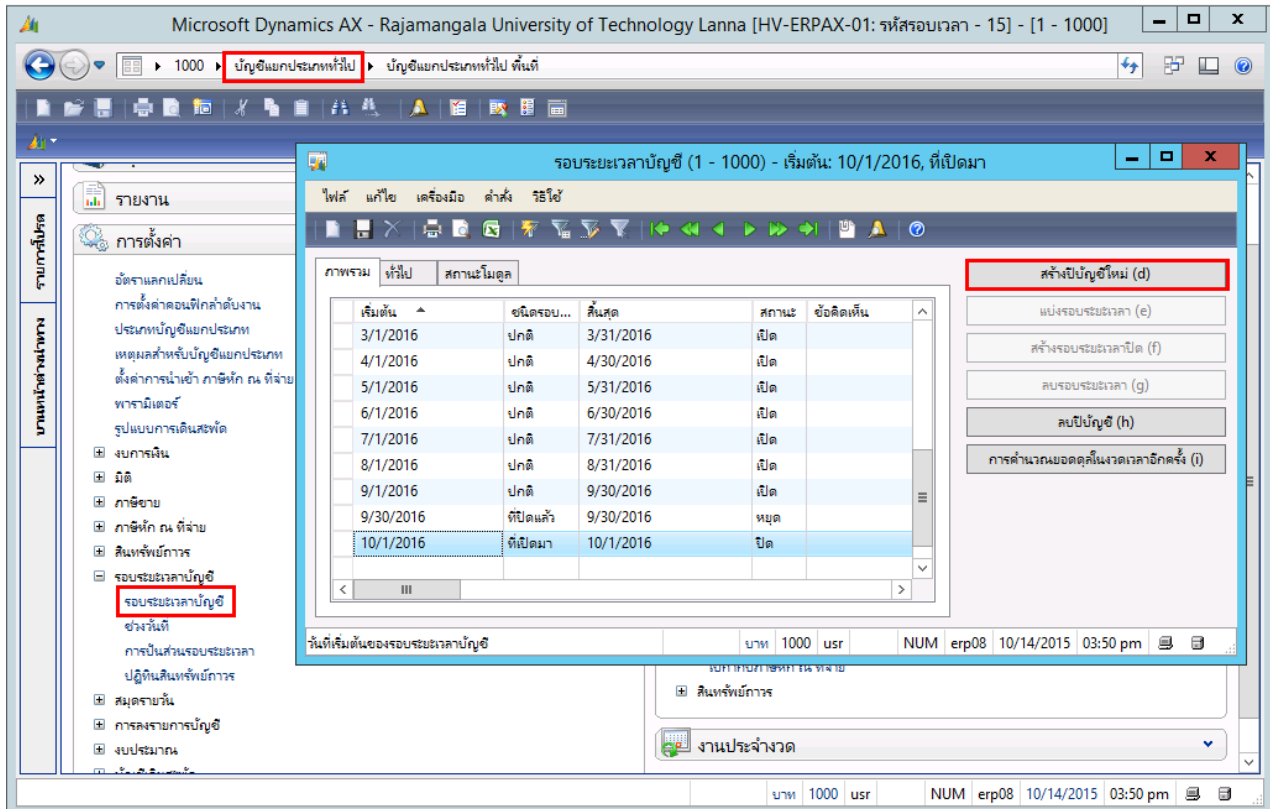 Microsoft Dynamics AX - Rajamangala University of Technology Lanna [HV-ERPAX-01: รหัสรอบเวลา - 15] - [1 - 1000]
1000 บัญชีแยกประเภททั่วไป บัญชีแยกประเภททั่วไป พื้นที่
รายการโปรด
บานหน้าต่างนำทาง
รายงาน
การตั้งค่า
อัตราแลกเปลี่ยน
การตั้งค่าคอนฟิกลำดับงาน
ประเภทบัญชีแยกประเภท
เหตุผลสำหรับบัญชีแยกประเภท
ตั้งค่าการนำเข้า ภาษีหัก ณ ที่จ่าย
พารามิเตอร์
รูปแบบการเดินสะพัด
งบการเงิน
มิติ
ภาษีขาย
ภาษีหัก ณ ที่จ่าย
สินทรัพย์ถาวร
รอบระยะเวลาบัญชี
รอบระยะเวลาบัญชี
ช่วงวันที่
การปันส่วนรอบระยะเวลา
ปฏิทินสินทรัพย์ถาวร
สมุดรายวัน
การลงรายการบัญชี
งบประมาณ
รอบระยะเวลาบัญชี (1 - 1000) - เริ่มต้น: 10/1/2016, ที่เปิดมา
ไฟล์ แก้ไข เครื่องมือ คำสั่ง วิธีใช้
ภาพรวม ทั่วไป สถานะโมดูล
เริ่มต้น ชนิดรอบ... สิ้นสุด สถานะ ข้อคิดเห็น
3/1/2016 ปกติ 3/31/2016 เปิด
4/1/2016 ปกติ 4/30/2016 เปิด
5/1/2016 ปกติ 5/31/2016 เปิด
6/1/2016 ปกติ 6/30/2016 เปิด
7/1/2016 ปกติ 7/31/2016 เปิด
8/1/2016 ปกติ 8/31/2016 เปิด
9/1/2016 ปกติ 9/30/2016 เปิด
9/30/2016 ที่ปิดแล้ว 9/30/2016 หยุด
10/1/2016 ที่เปิดมา 10/1/2016 ปิด
สร้างปีบัญชีใหม่ (d)
แบ่งรอบระยะเวลา (e)
สร้างรอบระยะเวลาปิด (f)
ลบรอบระยะเวลา (g)
ลบปีบัญชี (h)
การคำนวณยอดดุลในงวดเวลาอีกครั้ง (i)
วันที่เริ่มต้นของรอบระยะเวลาบัญชี บาท 1000 usr NUM erp08 10/14/2015 03:50 pm
สินทรัพย์ถาวร
งานประจำงวด
บาท 1000 usr NUM erp08 10/14/2015 03:50 pm